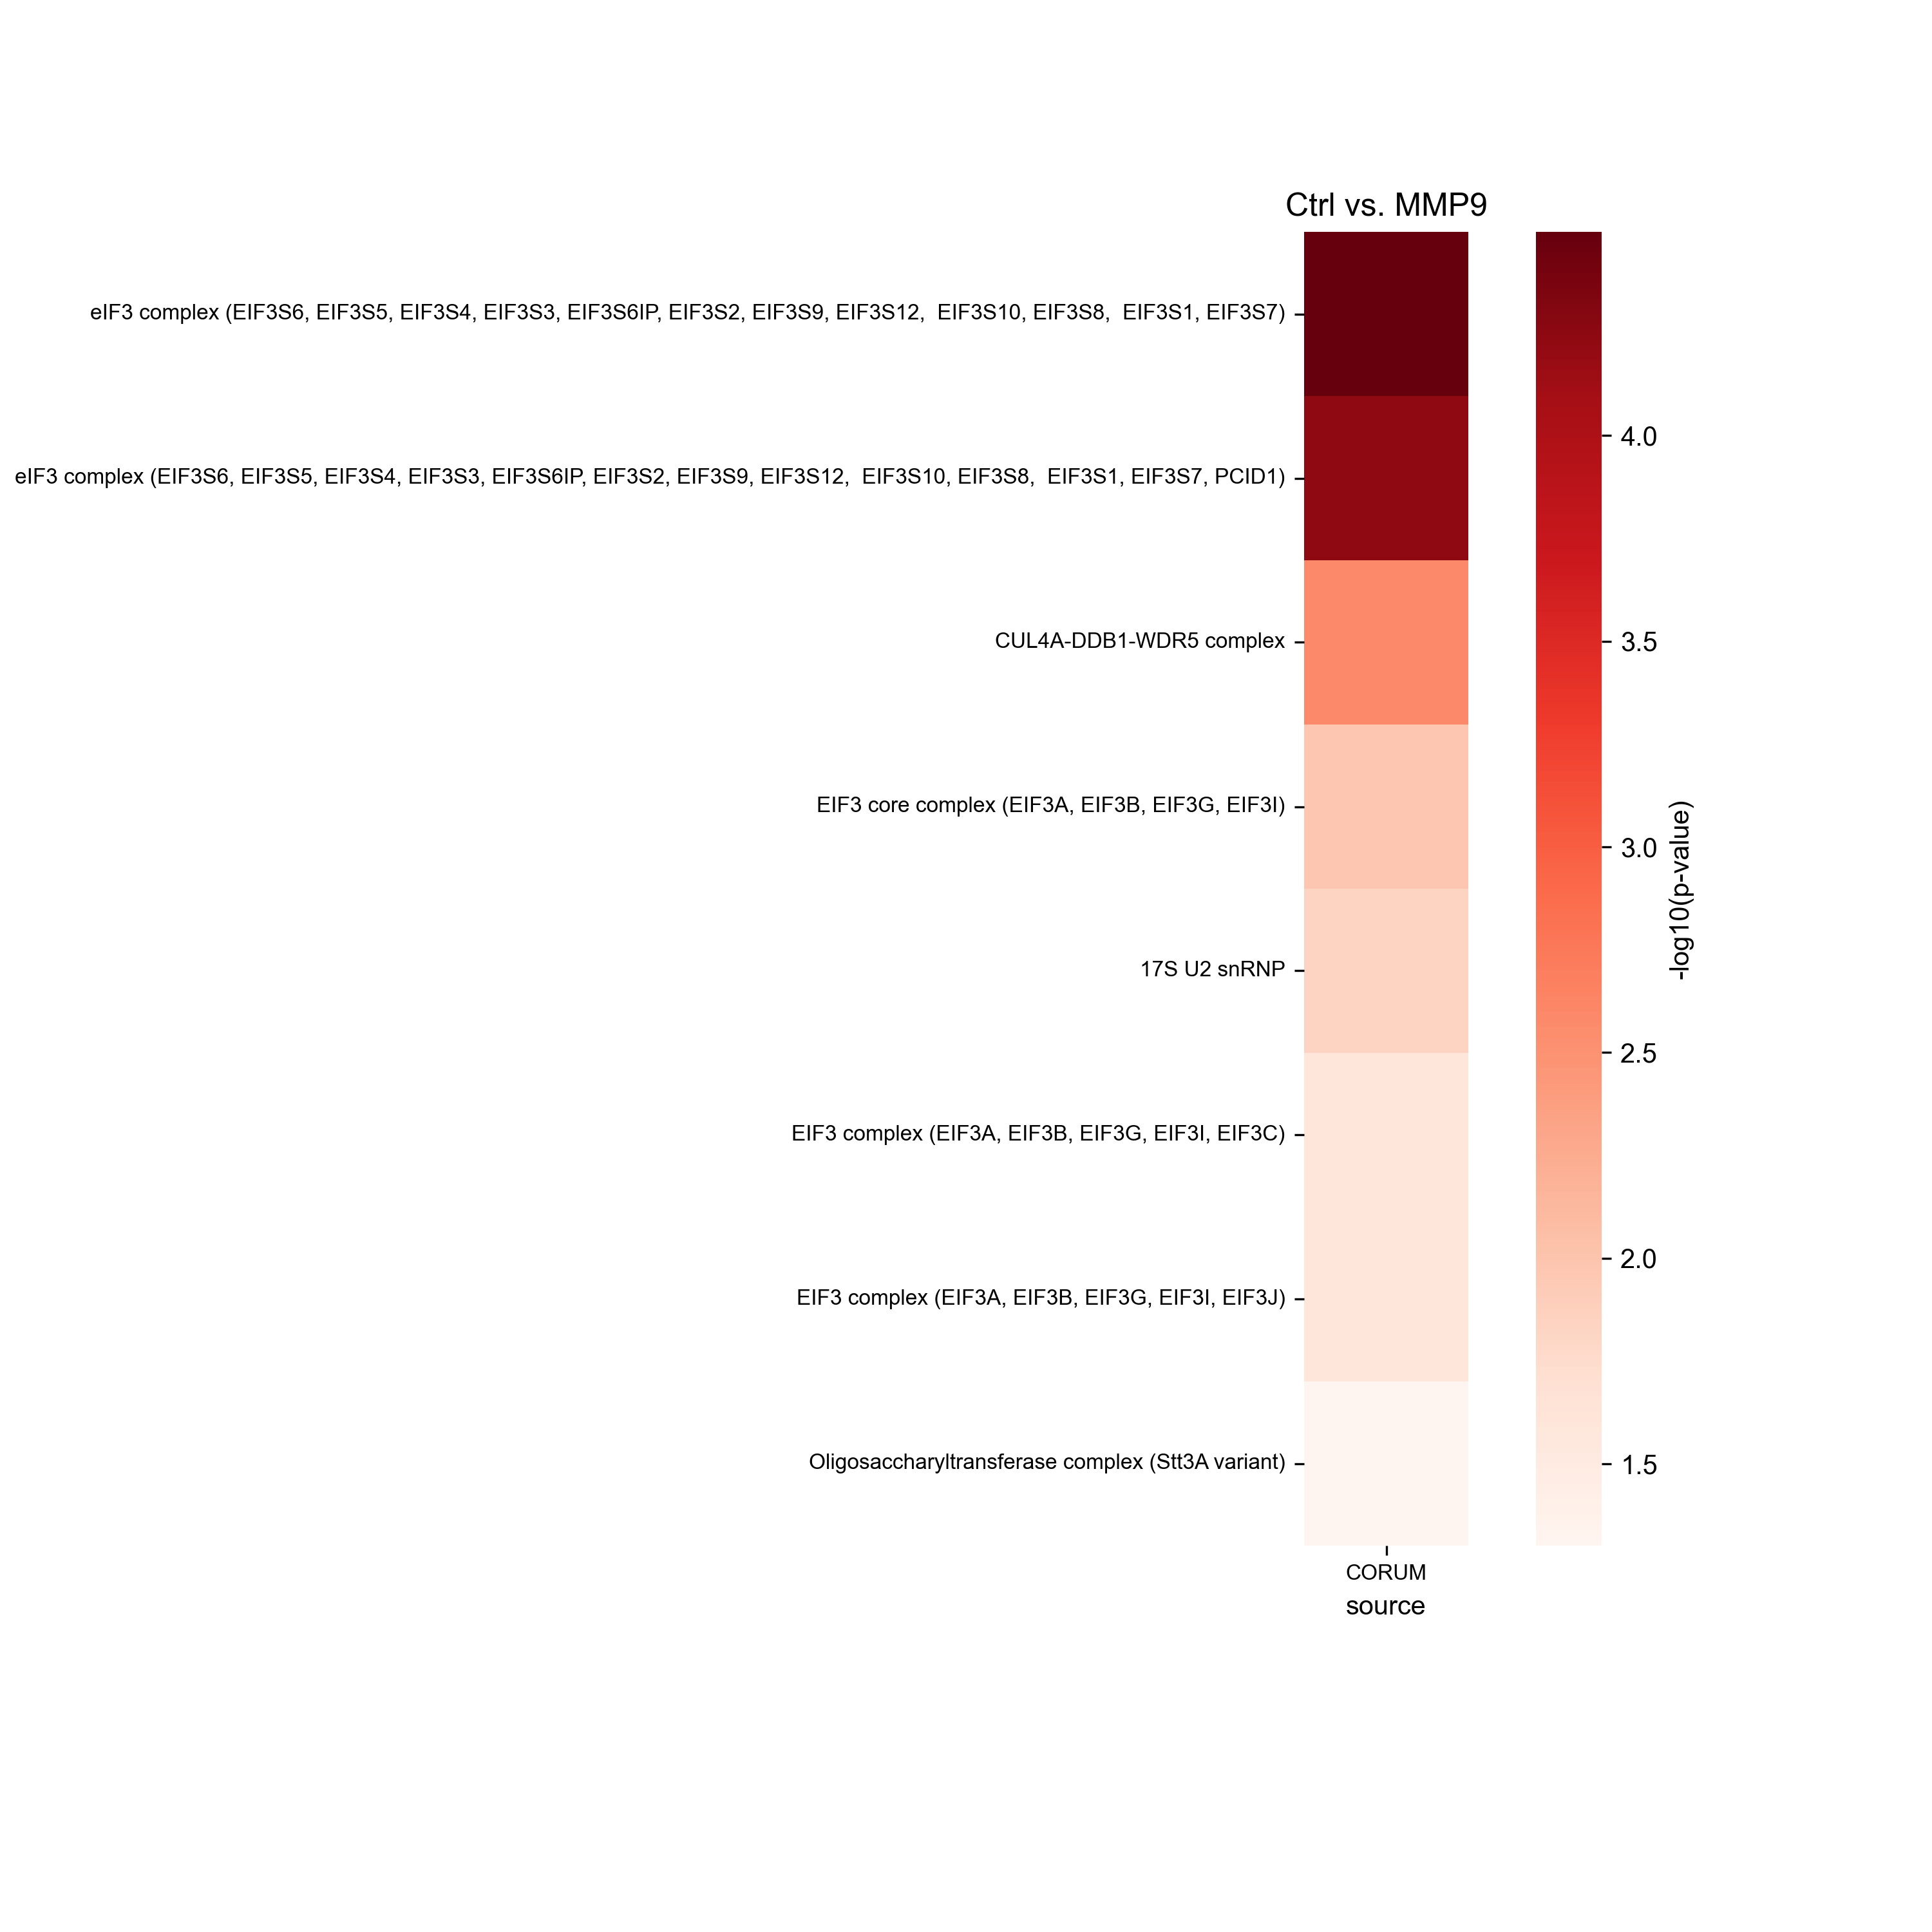 Ctrl vs. MMP9
eIF3 complex (EIF3S6, EIF3S5, EIF3S4, EIF3S3, EIF3S6IP, EIF3S2, EIF3S9, EIF3S12,  EIF3S10, EIF3S8,  EIF3S1, EIF3S7)
eIF3 complex (EIF3S6, EIF3S5, EIF3S4, EIF3S3, EIF3S6IP, EIF3S2, EIF3S9, EIF3S12,  EIF3S10, EIF3S8,  EIF3S1, EIF3S7, PCID1)
CUL4A-DDB1-WDR5 complex
EIF3 core complex (EIF3A, EIF3B, EIF3G, EIF3I)
17S U2 snRNP
EIF3 complex (EIF3A, EIF3B, EIF3G, EIF3I, EIF3C)
EIF3 complex (EIF3A, EIF3B, EIF3G, EIF3I, EIF3J)
Oligosaccharyltransferase complex (Stt3A variant)
CORUM
source
4.0
3.5
3.0
2.5
2.0
1.5
-log10(p-value)